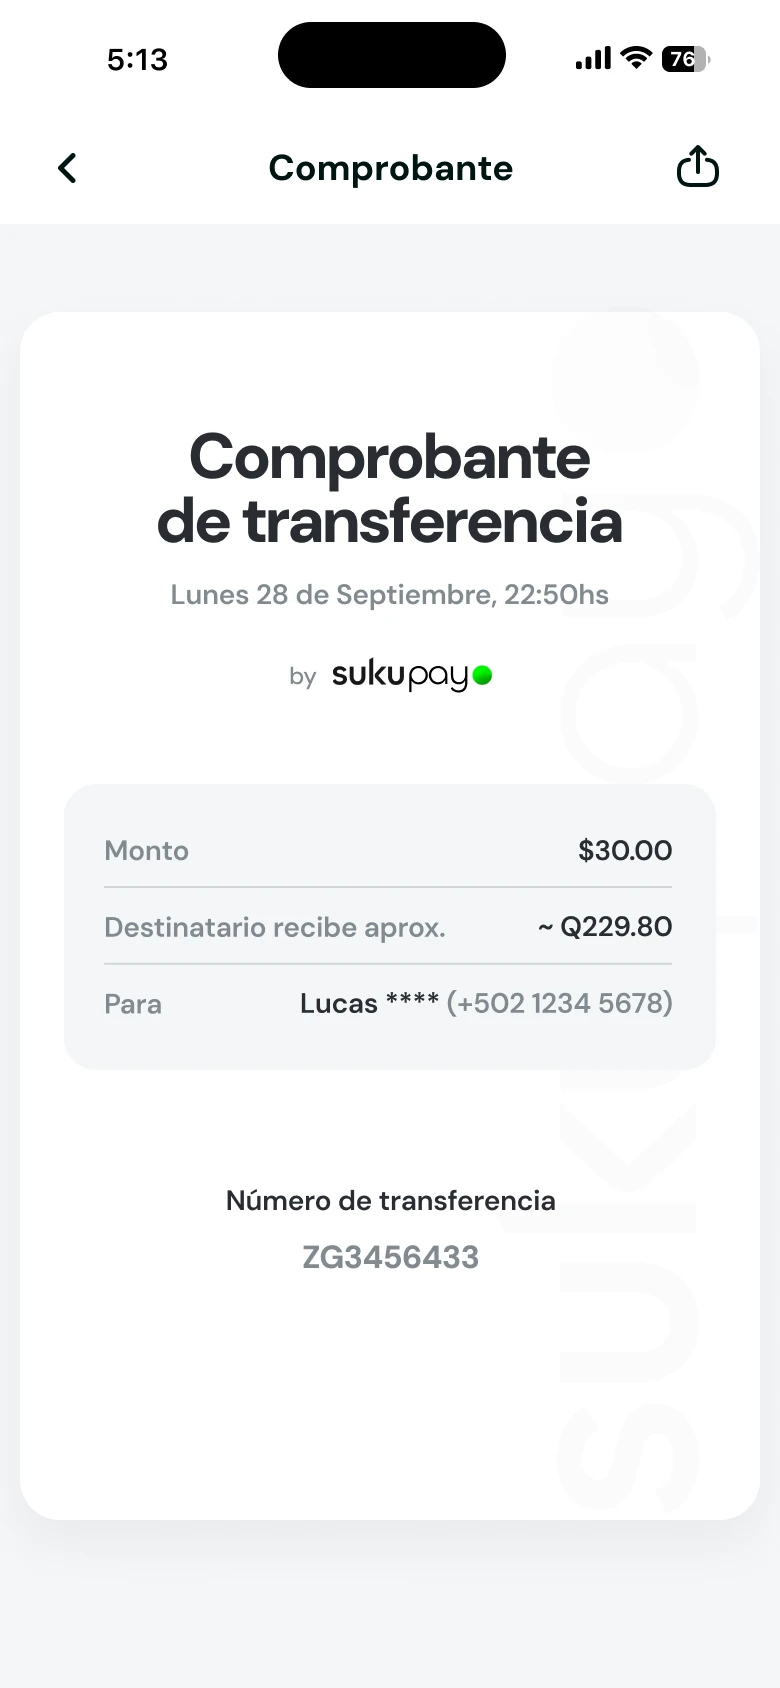 5:13
76
Comprobante
Comprobante
de transferencia
Lunes 28 de Septiembre, 22:50hs
by sukupay
Monto $30.00
Destinatario recibe aprox. ~ Q229.80
Para Lucas **** (+502 1234 5678)
Número de transferencia
ZG3456433
sukupay